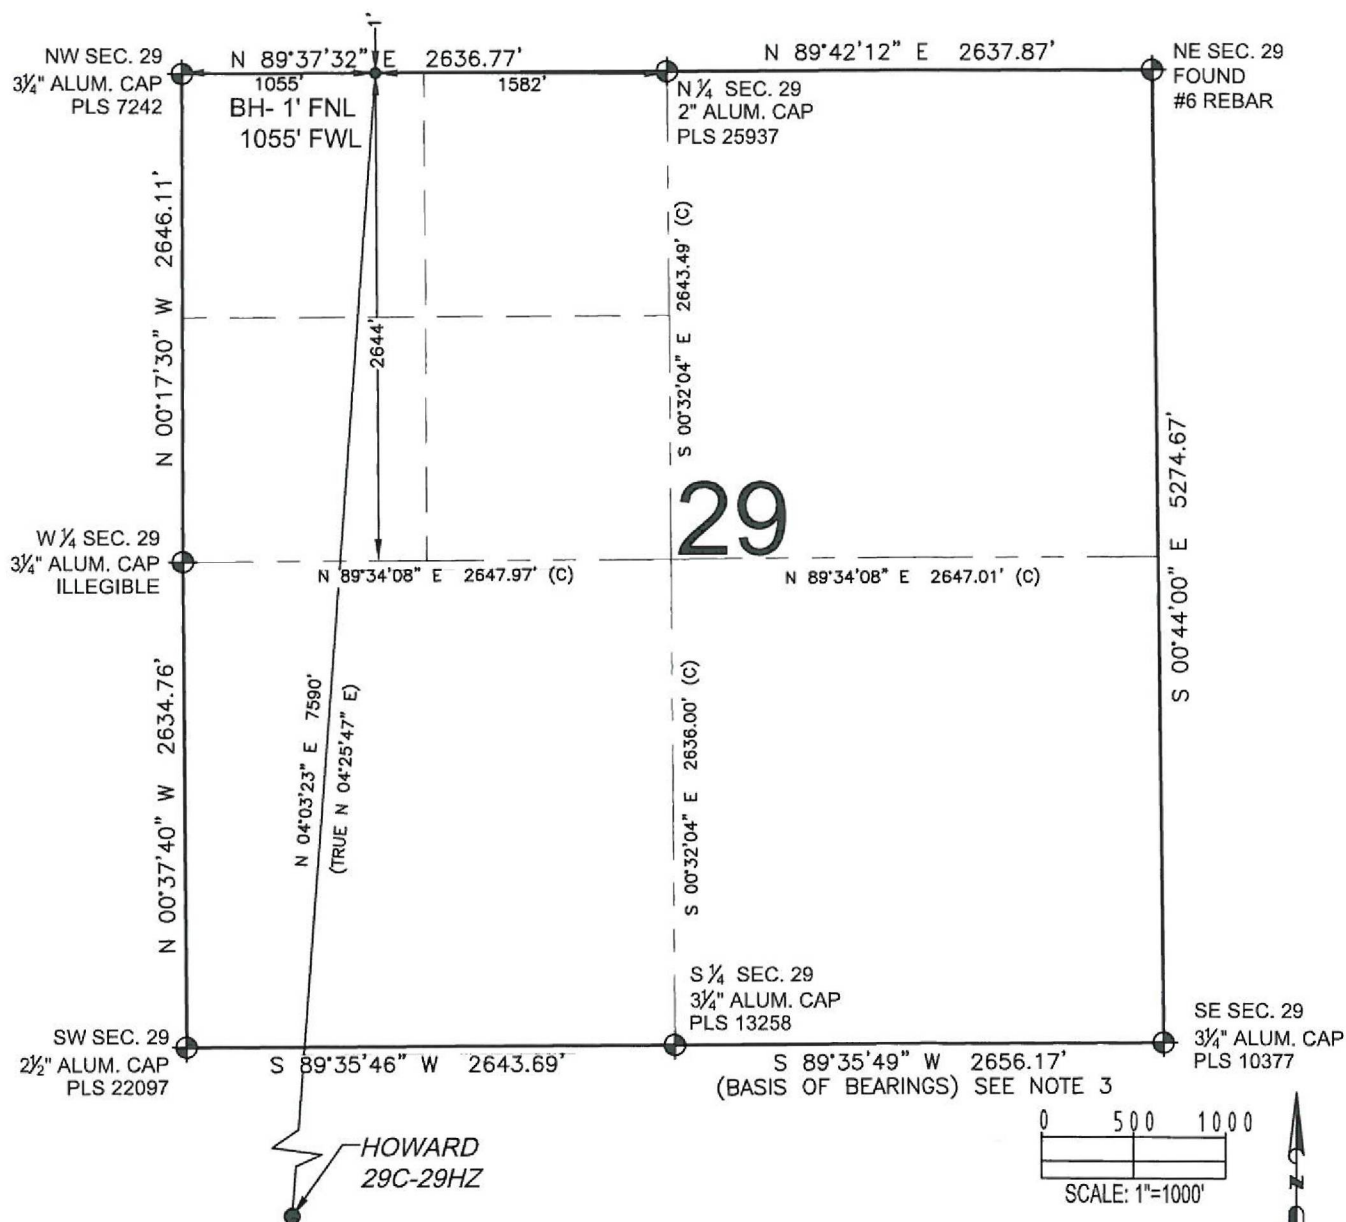 1'
NW SEC. 29
3¼" ALUM. CAP
PLS 7242
N 89°37'32" E 2636.77'
1055'
1582'
BH- 1' FNL
1055' FWL
N ¼ SEC. 29
2" ALUM. CAP
PLS 25937
N 89°42'12" E 2637.87'
NE SEC. 29
FOUND
#6 REBAR
N 00°17'30" W 2646.11'
2644'
S 00°32'04" E 2643.49' (C)
29
S 00°44'00" E 5274.67'
W ¼ SEC. 29
3¼" ALUM. CAP
ILLEGIBLE
N 89°34'08" E 2647.97' (C)
N 89°34'08" E 2647.01' (C)
N 00°37'40" W 2634.76'
N 04°03'23" E 7590'
(TRUE N 04°25'47" E)
S 00°32'04" E 2636.00' (C)
S ¼ SEC. 29
3¼" ALUM. CAP
PLS 13258
SW SEC. 29
2½" ALUM. CAP
PLS 22097
S 89°35'46" W 2643.69'
S 89°35'49" W 2656.17'
(BASIS OF BEARINGS) SEE NOTE 3
SE SEC. 29
3¼" ALUM. CAP
PLS 10377
HOWARD
29C-29HZ
0 500 1000
SCALE: 1"=1000'
N